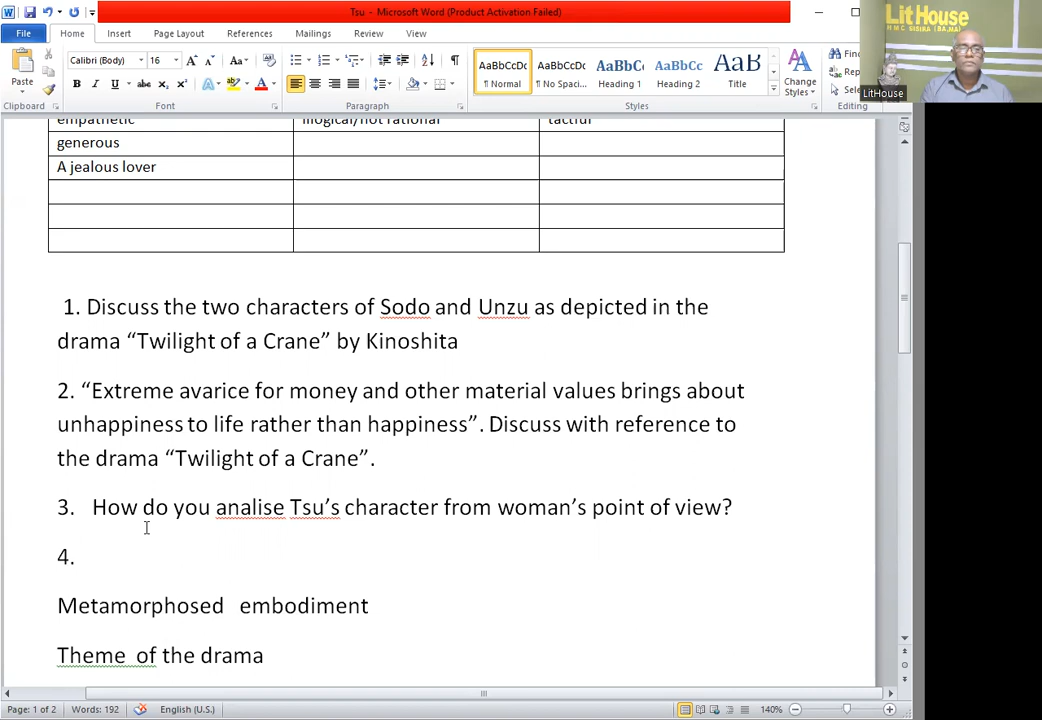 Tsu - Microsoft Word (Product Activation Failed)
File Home Insert Page Layout References Mailings Review View
Paste
Calibri (Body) 16 A A Aa
B I U abc x₂ x² A A
AaBbCcDc AaBbCcDc AaBbC( AaBbCc AaBb
¶ Normal ¶ No Spaci... Heading 1 Heading 2 Title
Change
Styles
Clipboard Font Paragraph Styles Editing
LitHouse
LitHouse
empathetic illogical/not rational tactful
generous
A jealous lover
1. Discuss the two characters of Sodo and Unzu as depicted in the
drama “Twilight of a Crane” by Kinoshita
2. “Extreme avarice for money and other material values brings about
unhappiness to life rather than happiness”. Discuss with reference to
the drama “Twilight of a Crane”.
3. How do you analise Tsu’s character from woman’s point of view?
4.
Metamorphosed embodiment
Theme of the drama
Page: 1 of 2 Words: 192 English (U.S.) 140%